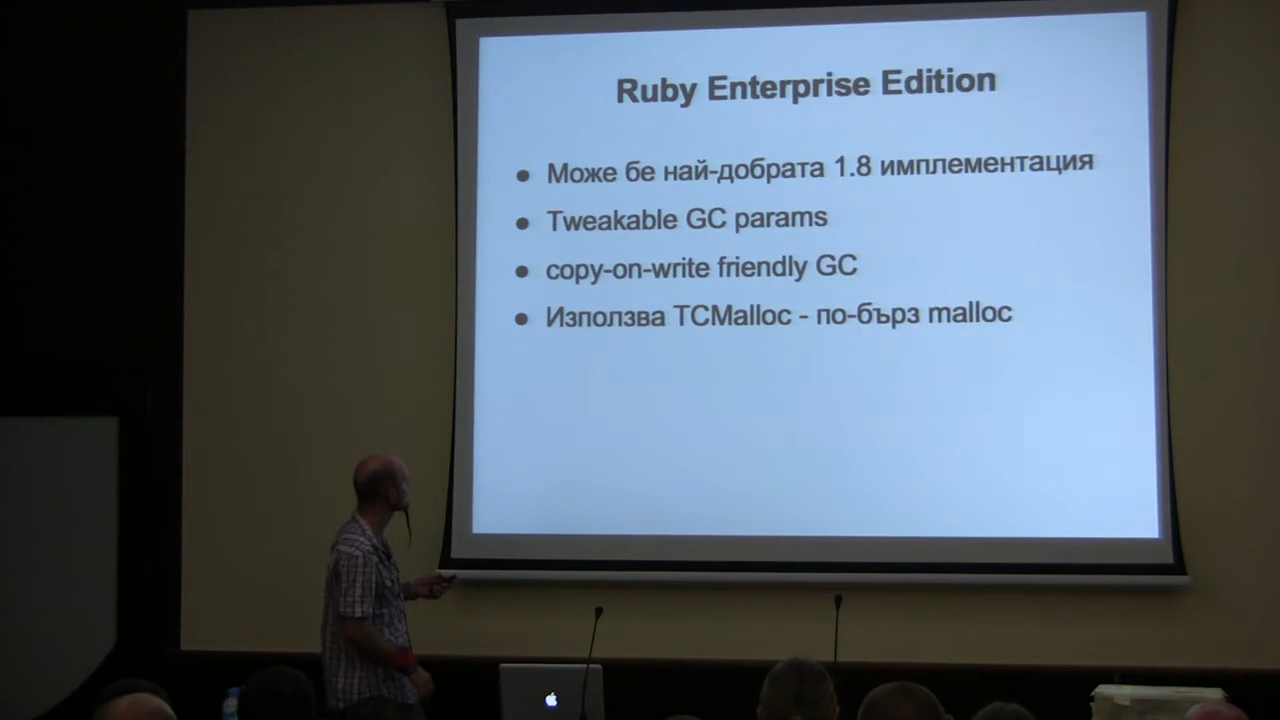 Ruby Enterprise Edition
Може бе най-добрата 1.8 имплементация
Tweakable GC params
copy-on-write friendly GC
Използва TCMalloc - по-бърз malloc